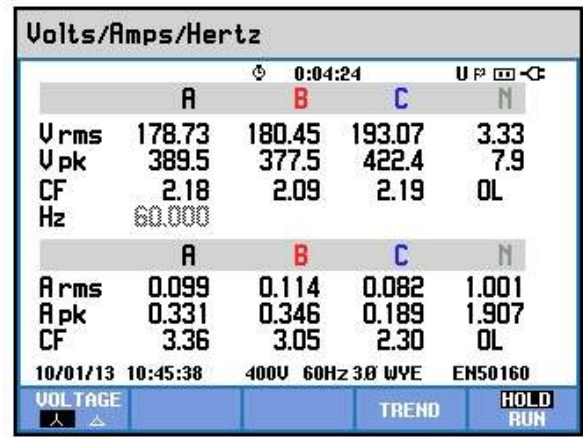 Volts/Amps/Hertz
0:04:24 U
A B C N
Vrms 178.73 180.45 193.07 3.33
Vpk 389.5 377.5 422.4 7.9
CF 2.18 2.09 2.19 OL
Hz 60.000
A B C N
Arms 0.099 0.114 0.082 1.001
Apk 0.331 0.346 0.189 1.907
CF 3.36 3.05 2.30 OL
10/01/13 10:45:38 400V 60Hz 3Ø WYE EN50160
VOLTAGE
TREND
HOLD
RUN